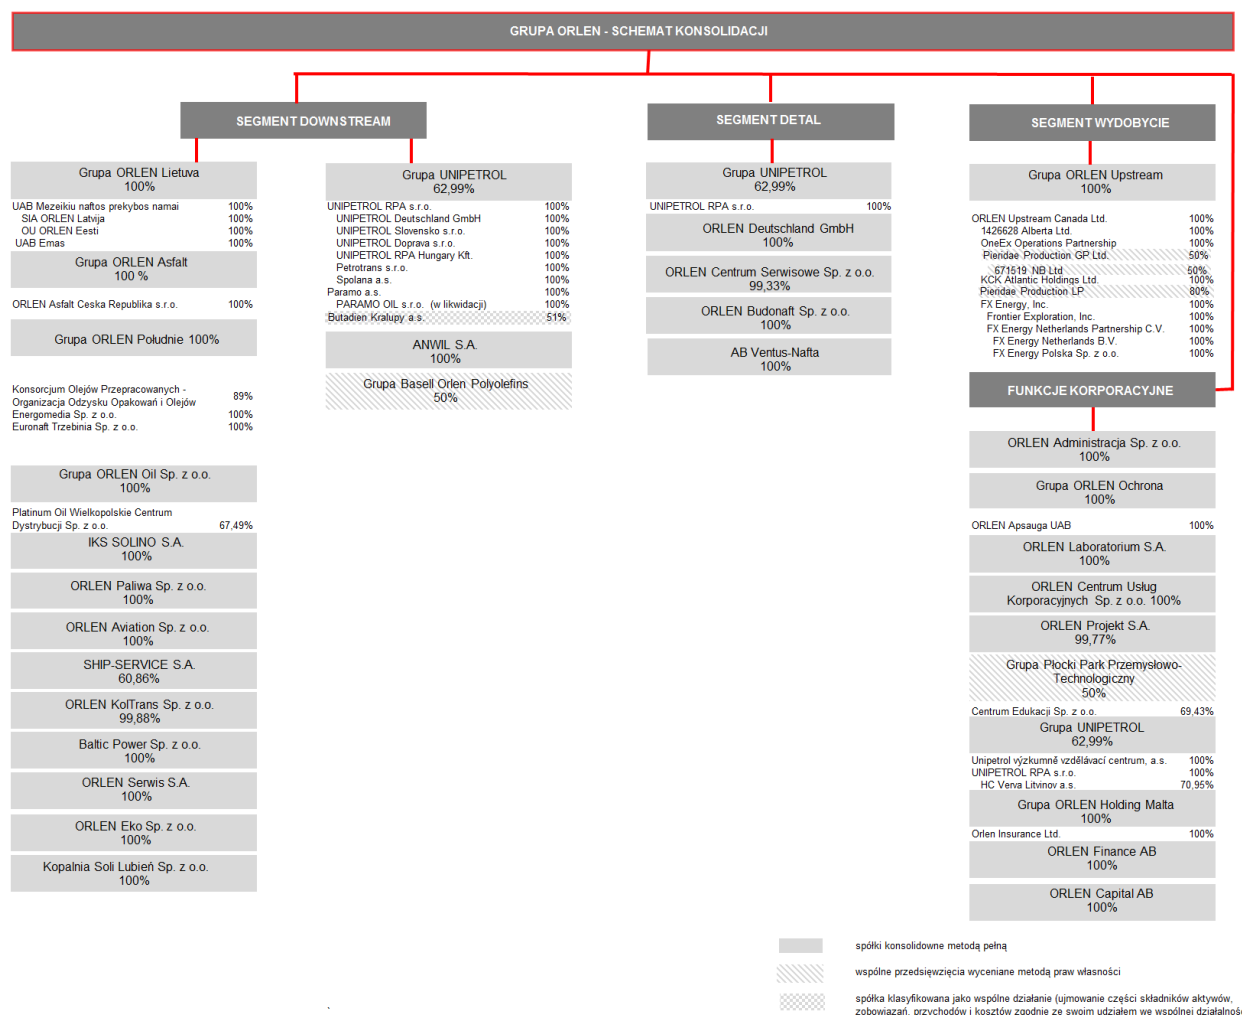 GRUPA ORLEN - SCHEMAT KONSOLIDACJI
SEGMENT DOWNSTREAM
Grupa ORLEN Lietuva
100%
UAB Mezeikiu naftos prekybos namai 100%
SIA ORLEN Latvija 100%
OU ORLEN Eesti 100%
UAB Emas 100%
Grupa ORLEN Asfalt
100 %
ORLEN Asfalt Ceska Republika s.r.o. 100%
Grupa ORLEN Południe 100%
Konsorcjum Olejów Przepracowanych -
Organizacja Odzysku Opakowań i Olejów 89%
Energomedia Sp. z o.o. 100%
Euronaft Trzebinia Sp. z o.o. 100%
Grupa ORLEN Oil Sp. z o.o.
100%
Platinum Oil Wielkopolskie Centrum
Dystrybucji Sp. z o.o. 67,49%
IKS SOLINO S.A.
100%
ORLEN Paliwa Sp. z o.o.
100%
ORLEN Aviation Sp. z o.o.
100%
SHIP-SERVICE S.A.
60,86%
ORLEN KolTrans Sp. z o.o.
99,88%
Baltic Power Sp. z o.o.
100%
ORLEN Serwis S.A.
100%
ORLEN Eko Sp. z o.o.
100%
Kopalnia Soli Lubień Sp. z o.o.
100%
Grupa UNIPETROL
62,99%
UNIPETROL RPA s.r.o. 100%
UNIPETROL Deutschland GmbH 100%
UNIPETROL Slovensko s.r.o. 100%
UNIPETROL Doprava s.r.o. 100%
UNIPETROL RPA Hungary Kft. 100%
Petrotrans s.r.o. 100%
Spolana a.s. 100%
Paramo a.s. 100%
PARAMO OIL s.r.o. (w likwidacji) 100%
Butadien Kralupy a.s. 51%
ANWIL S.A.
100%
Grupa Basell Orlen Polyolefins
50%
SEGMENT DETAL
Grupa UNIPETROL
62,99%
UNIPETROL RPA s.r.o. 100%
ORLEN Deutschland GmbH
100%
ORLEN Centrum Serwisowe Sp. z o.o.
99,33%
ORLEN Budonaft Sp. z o.o.
100%
AB Ventus-Nafta
100%
SEGMENT WYDOBYCIE
Grupa ORLEN Upstream
100%
ORLEN Upstream Canada Ltd. 100%
1426628 Alberta Ltd. 100%
OneEx Operations Partnership 100%
Pieridae Production GP Ltd. 50%
671519 NB Ltd 50%
KCK Atlantic Holdings Ltd. 100%
Pieridae Production LP 80%
FX Energy, Inc. 100%
Frontier Exploration, Inc. 100%
FX Energy Netherlands Partnership C.V. 100%
FX Energy Netherlands B.V. 100%
FX Energy Polska Sp. z o.o. 100%
FUNKCJE KORPORACYJNE
ORLEN Administracja Sp. z o.o.
100%
Grupa ORLEN Ochrona
100%
ORLEN Apsauga UAB 100%
ORLEN Laboratorium S.A.
100%
ORLEN Centrum Usług
Korporacyjnych Sp. z o.o. 100%
ORLEN Projekt S.A.
99,77%
Grupa Płocki Park Przemysłowo-
Technologiczny
50%
Centrum Edukacji Sp. z o.o. 69,43%
Grupa UNIPETROL
62,99%
Unipetrol výzkumně vzdělávací centrum, a.s. 100%
UNIPETROL RPA s.r.o. 100%
HC Verva Litvinov a.s. 70,95%
Grupa ORLEN Holding Malta
100%
Orlen Insurance Ltd. 100%
ORLEN Finance AB
100%
ORLEN Capital AB
100%
spółki konsolidowne metodą pełną
wspólne przedsięwzięcia wyceniane metodą praw własności
spółka klasyfikowana jako wspólne działanie (ujmowanie części składników aktywów,
zobowiązań, przychodów i kosztów zgodnie ze swoim udziałem we wspólnej